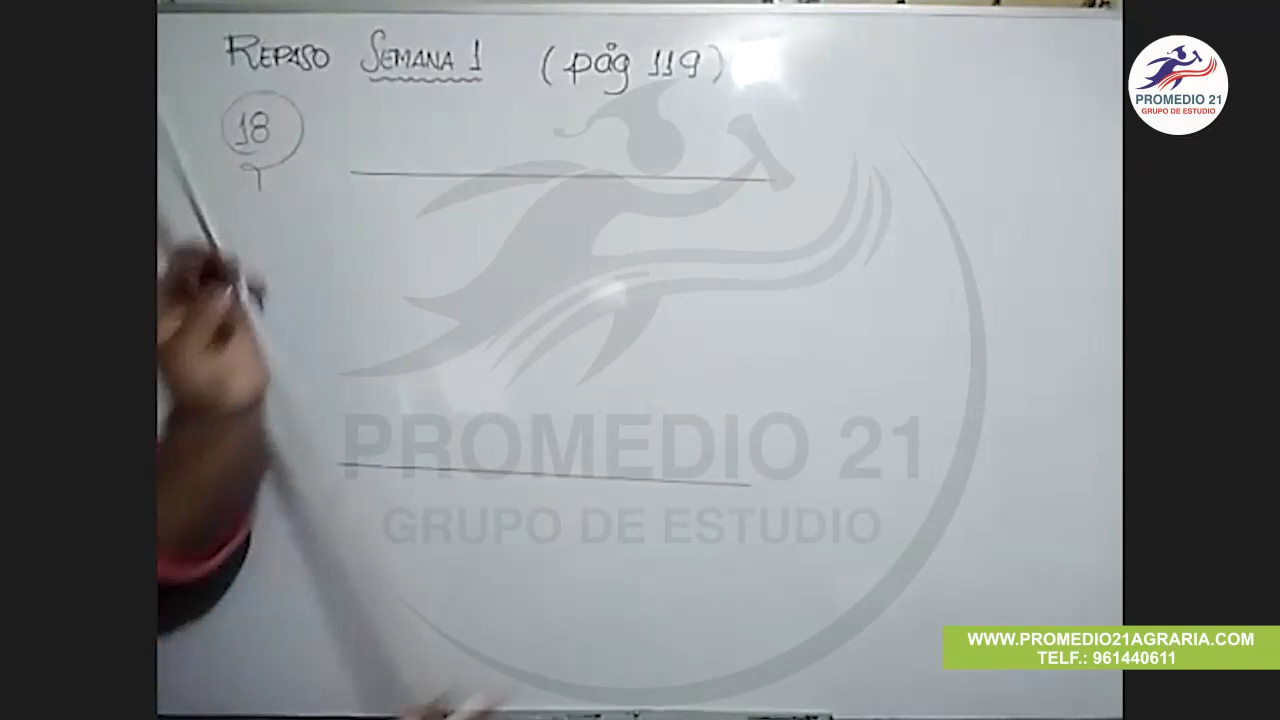 REPASO SEMANA 1 (pág 119)
18
PROMEDIO 21
GRUPO DE ESTUDIO
PROMEDIO 21
GRUPO DE ESTUDIO
WWW.PROMEDIO21AGRARIA.COM
TELF.: 961440611